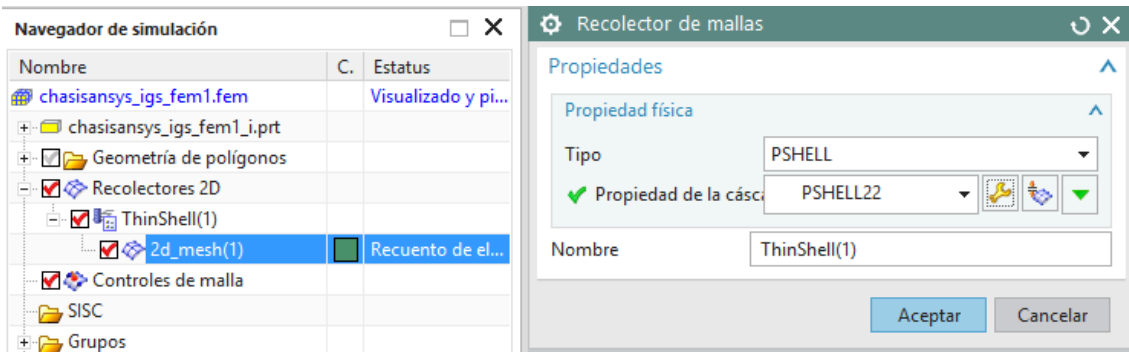 Navegador de simulación
Nombre C. Estatus
chasisansys_igs_fem1.fem Visualizado y pi...
chasisansys_igs_fem1_i.prt
Geometría de polígonos
Recolectores 2D
ThinShell(1)
2d_mesh(1) Recuento de el...
Controles de malla
SISC
Grupos
Recolector de mallas
Propiedades
Propiedad física
Tipo PSHELL
Propiedad de la cásca PSHELL22
Nombre ThinShell(1)
Aceptar Cancelar